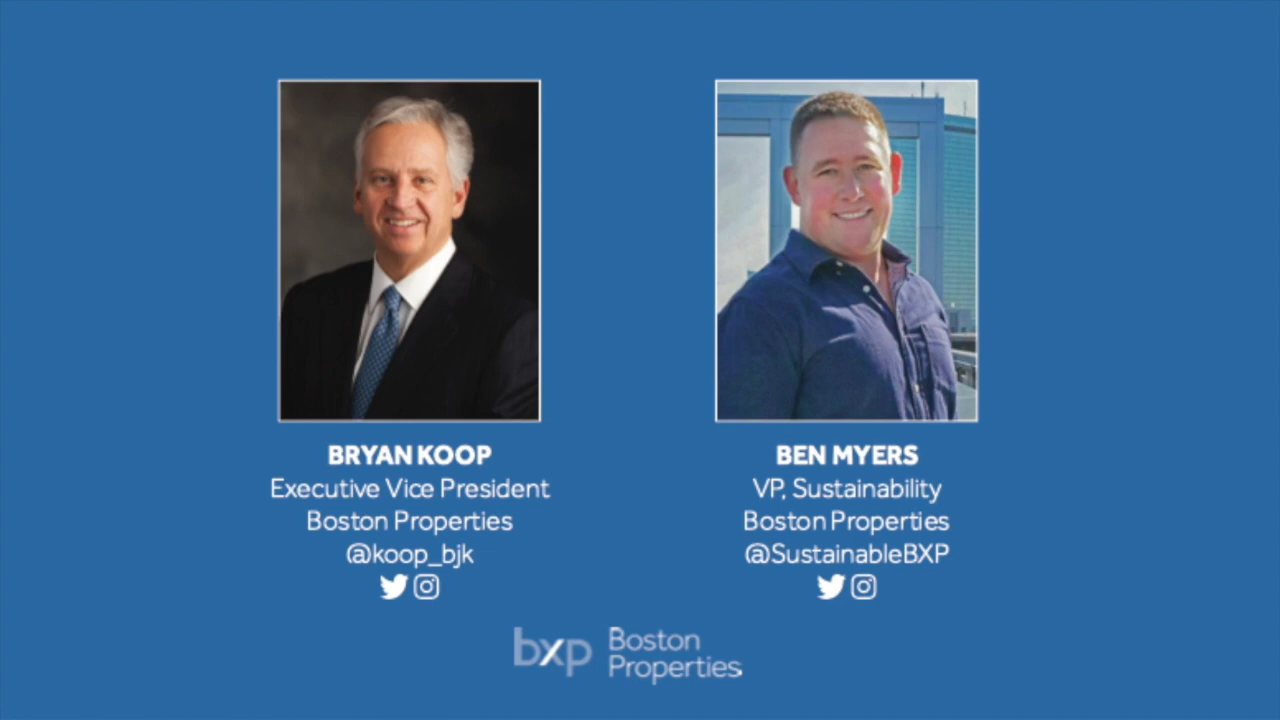 BRYAN KOOP
Executive Vice President
Boston Properties
@koop_bjk
BEN MYERS
VP, Sustainability
Boston Properties
@SustainableBXP
bxp Boston
Properties